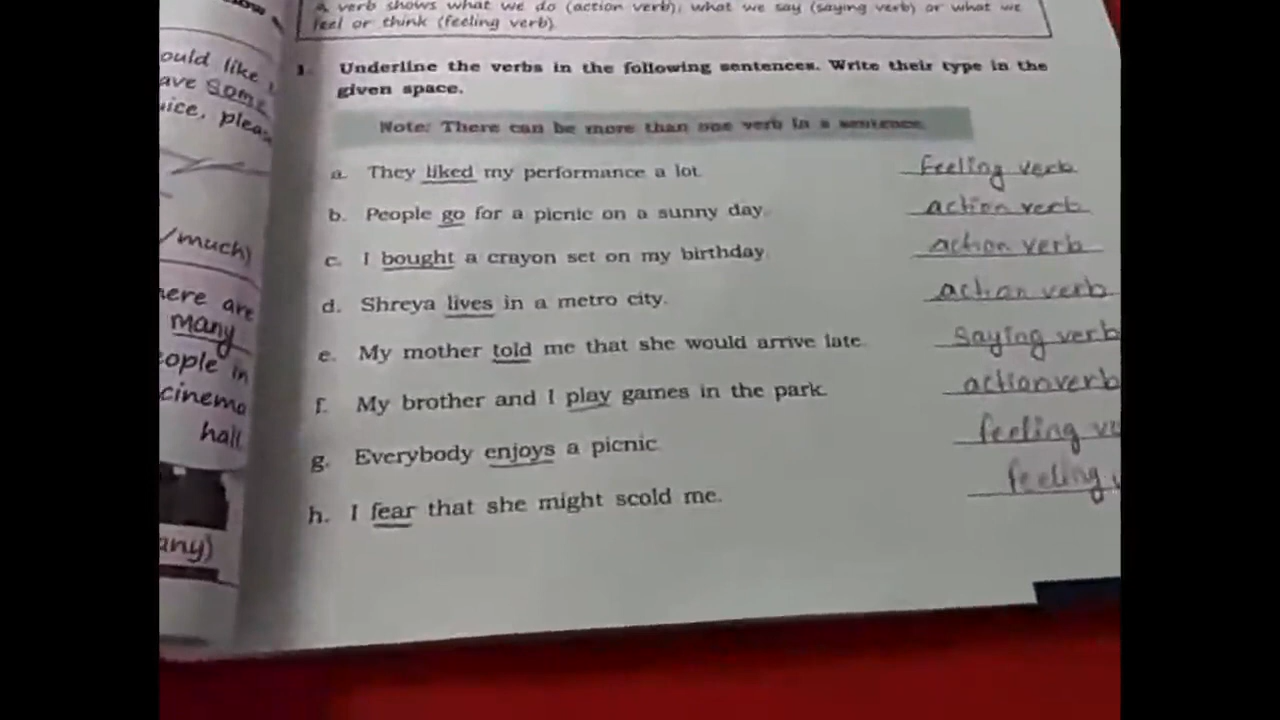 ould like
ave some
uice, pleas
/much)
here are
many
ople in
cinema
hall
any)
A verb shows what we do (action verb), what we say (saying verb) or what we
feel or think (feeling verb)
1. Underline the verbs in the following sentences. Write their type in the
given space.
Note: There can be more than one verb in a sentence.
a. They liked my performance a lot. feeling verb
b. People go for a picnic on a sunny day. action verb
c. I bought a crayon set on my birthday. action verb
d. Shreya lives in a metro city. action verb
e. My mother told me that she would arrive late. saying verb
f. My brother and I play games in the park. action verb
g. Everybody enjoys a picnic. feeling ve
h. I fear that she might scold me. feeling